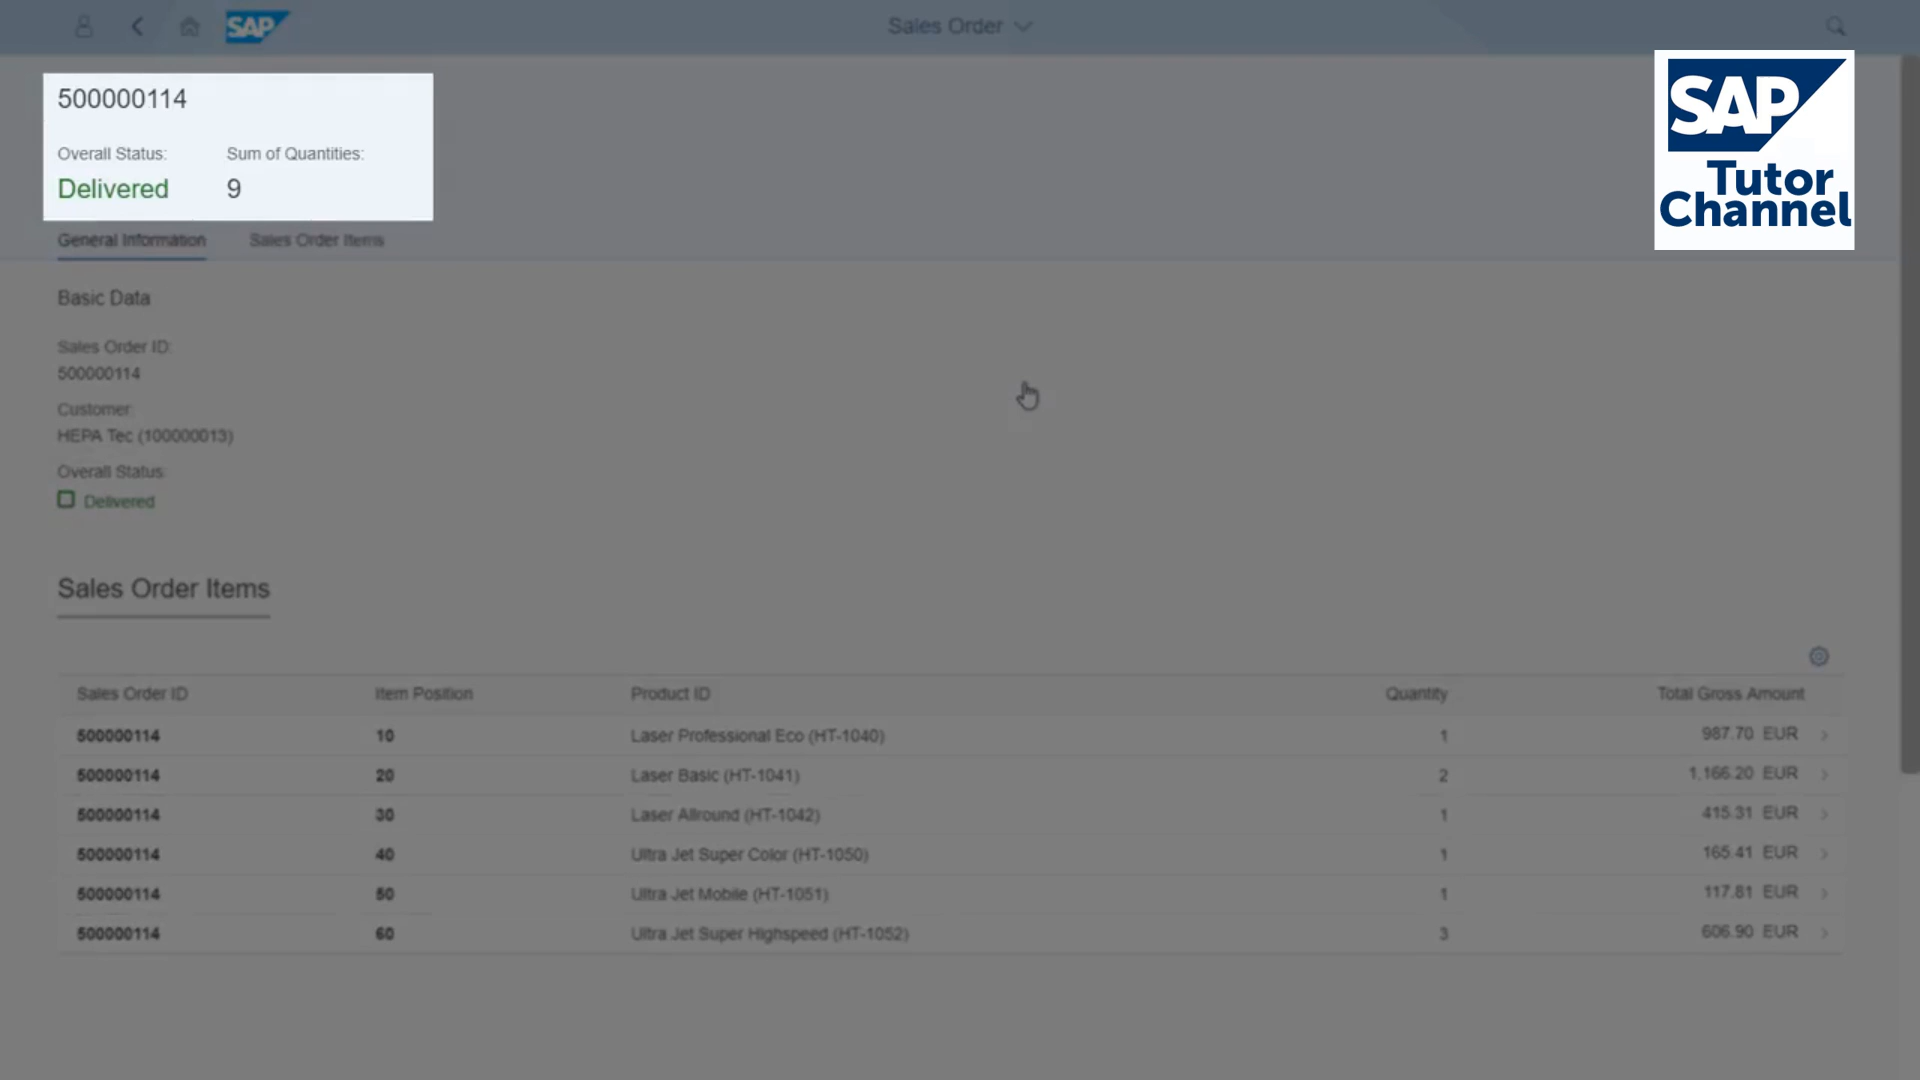 SAP
Sales Order
500000114
Overall Status: Sum of Quantities:
Delivered 9
SAP
Tutor
Channel
General Information Sales Order Items
Basic Data
Sales Order ID:
500000114
Customer:
HEPA Tec (100000013)
Overall Status:
Delivered
Sales Order Items
Sales Order ID Item Position Product ID Quantity Total Gross Amount
500000114 10 Laser Professional Eco (HT-1040) 1 987.70 EUR
500000114 20 Laser Basic (HT-1041) 2 1,166.20 EUR
500000114 30 Laser Allround (HT-1042) 1 415.31 EUR
500000114 40 Ultra Jet Super Color (HT-1050) 1 165.41 EUR
500000114 50 Ultra Jet Mobile (HT-1051) 1 117.81 EUR
500000114 60 Ultra Jet Super Highspeed (HT-1052) 3 606.90 EUR